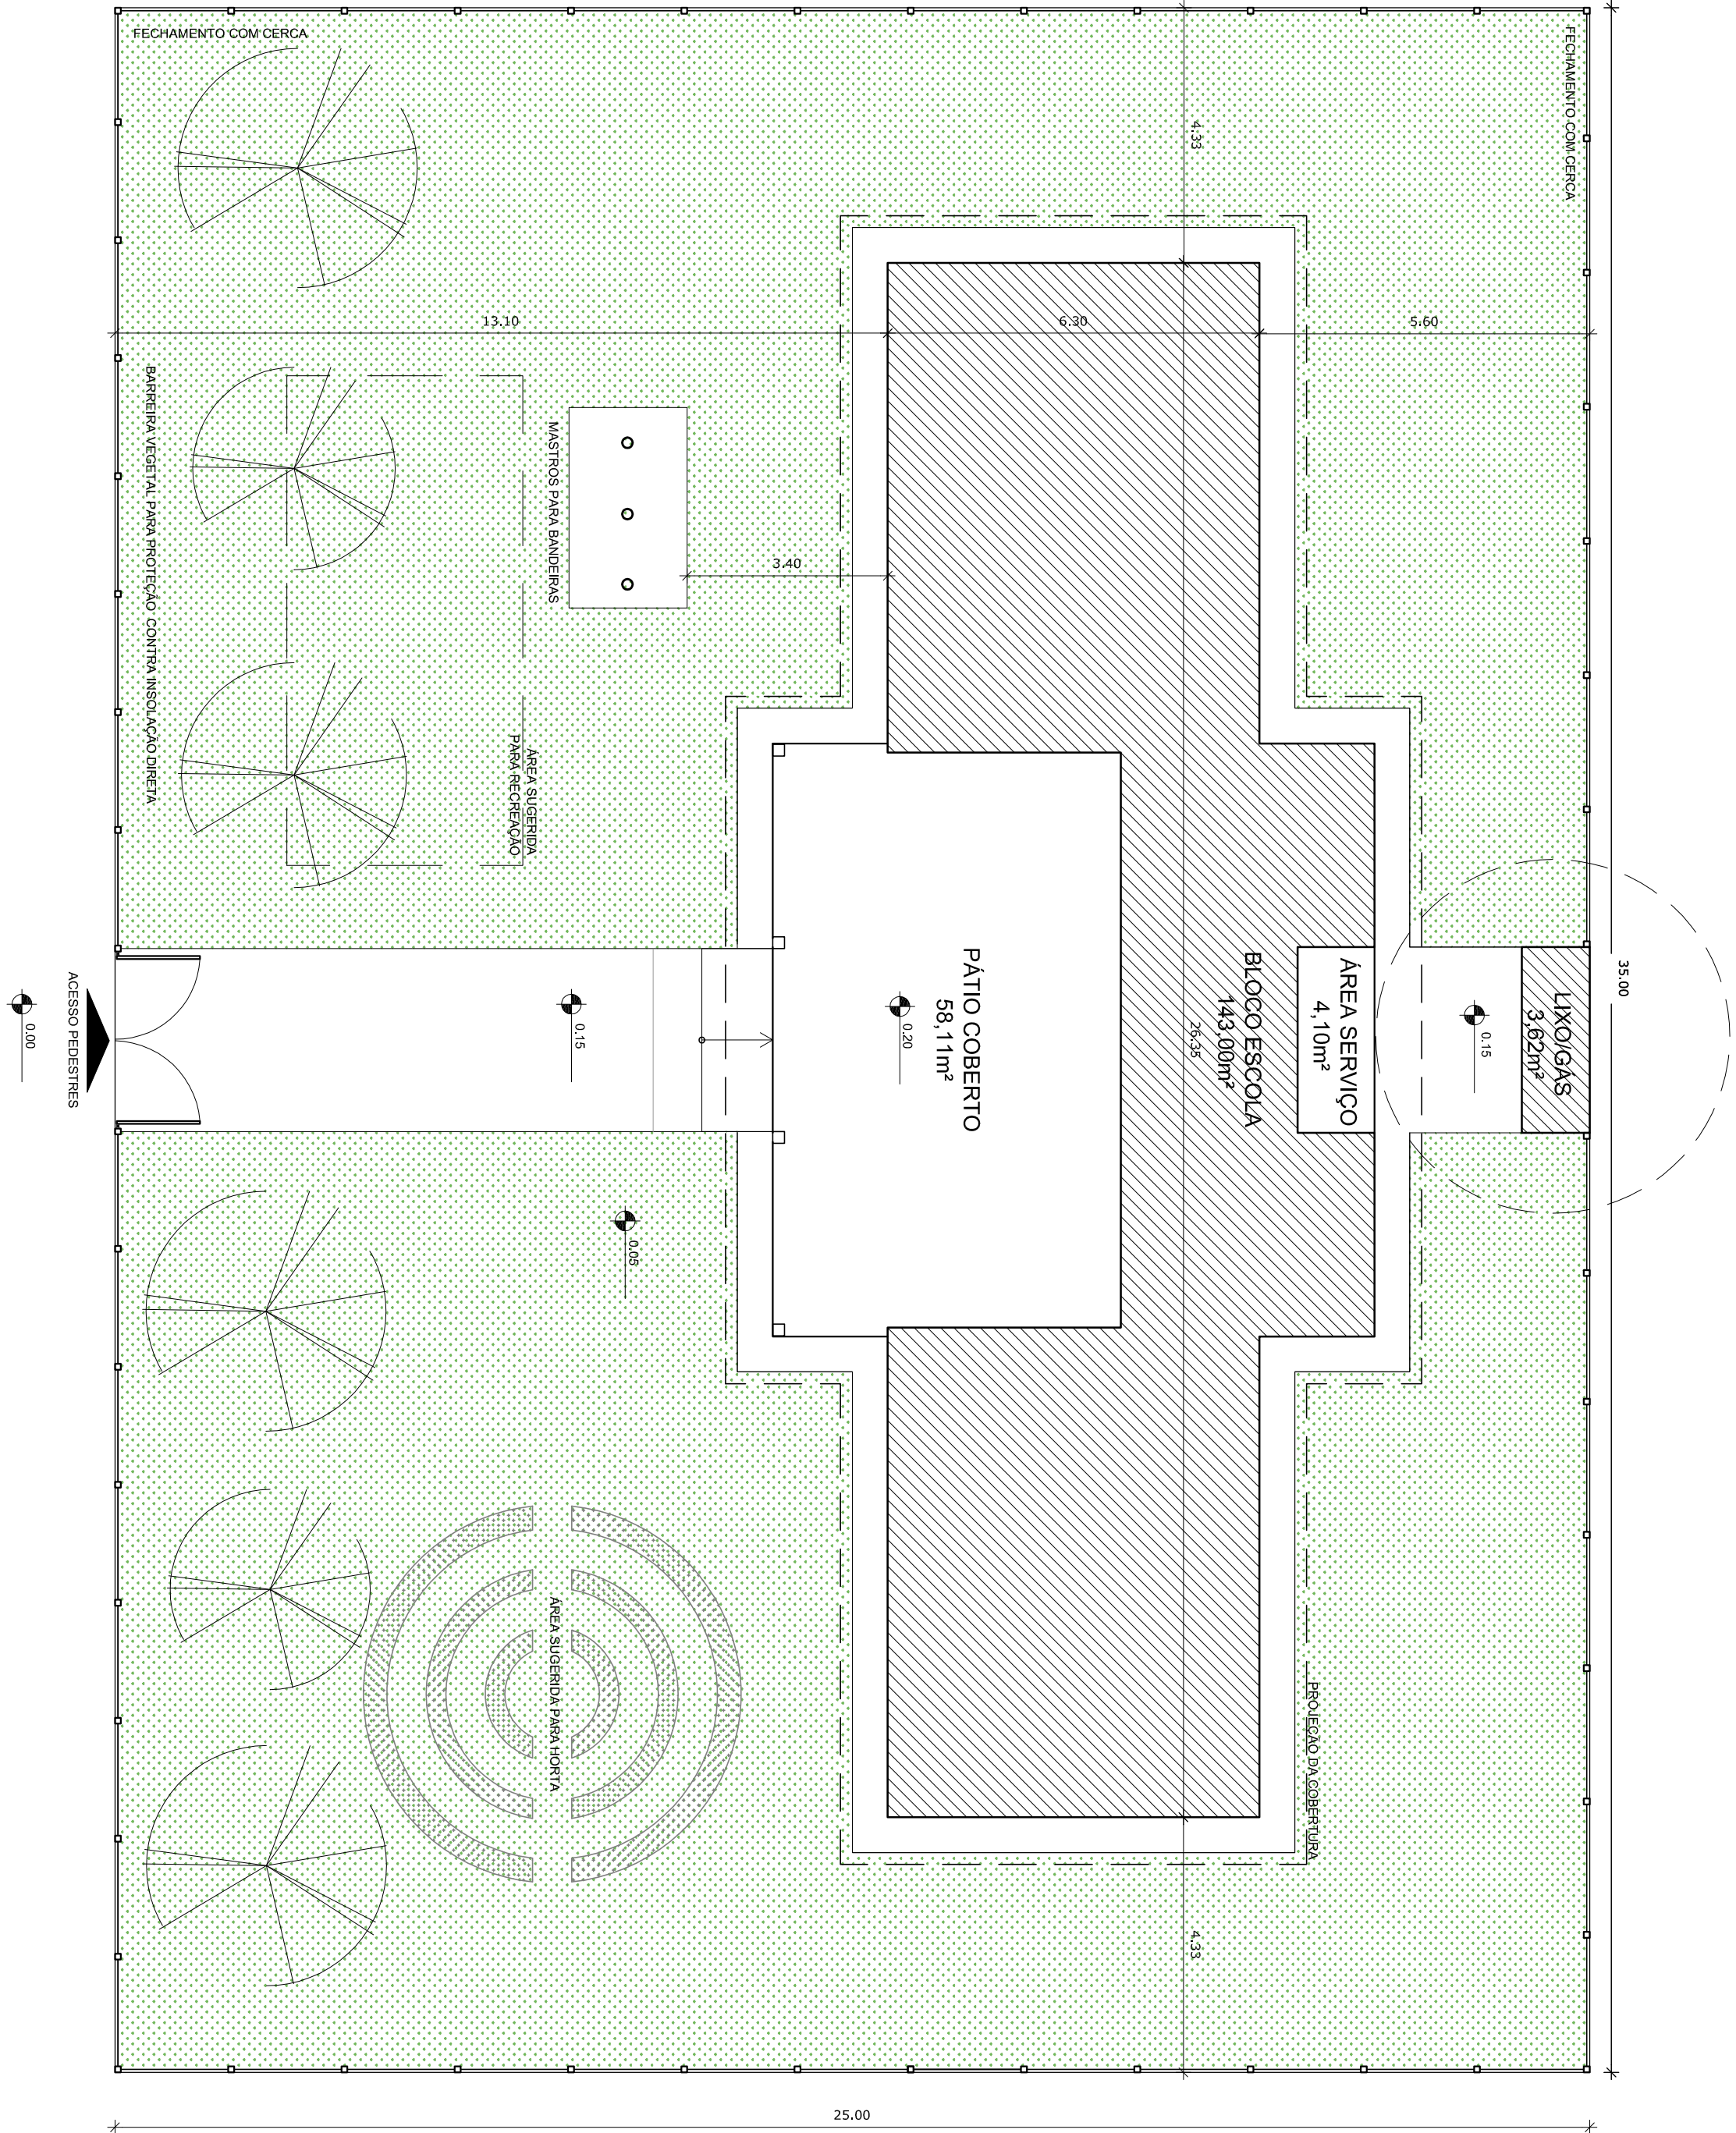 FECHAMENTO COM CERCA
FECHAMENTO COM CERCA
4.33
13.10
6.30
5.60
BARREIRA VEGETAL PARA PROTEÇÃO CONTRA INSOLAÇÃO DIRETA
MASTROS PARA BANDEIRAS
3.40
ÁREA SUGERIDA
PARA RECREAÇÃO
35.00
LIXO/GÁS
3,62m²
0.15
ÁREA SERVIÇO
4,10m²
BLOCO ESCOLA
143,00m²
26.35
PÁTIO COBERTO
58,11m²
0.20
0.15
ACESSO PEDESTRES
0.00
0.05
ÁREA SUGERIDA PARA HORTA
PROJEÇÃO DA COBERTURA
4.33
25.00